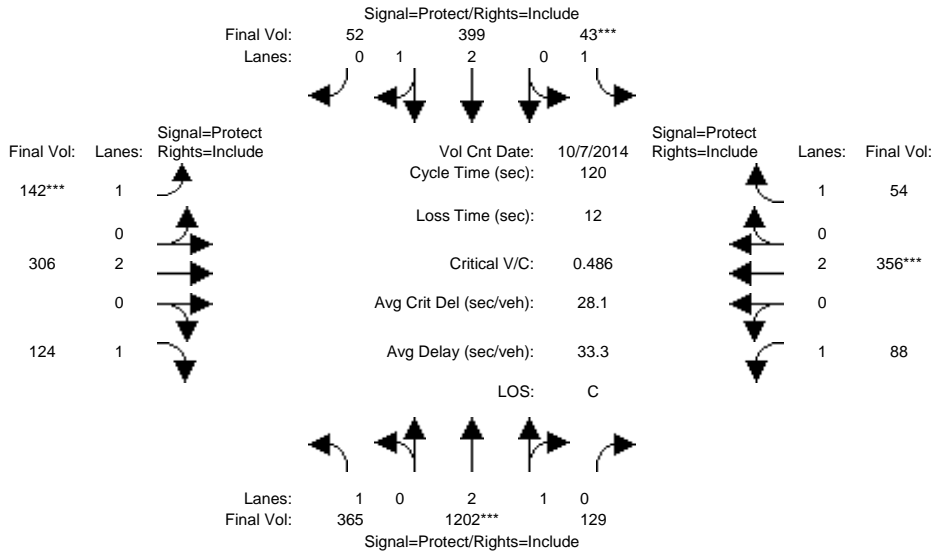 Signal=Protect/Rights=Include
Final Vol: 52 399 43***
Lanes: 0 1 2 0 1
Signal=Protect
Final Vol: Lanes: Rights=Include
Vol Cnt Date: 10/7/2014
Signal=Protect
Rights=Include Lanes: Final Vol:
Cycle Time (sec): 120
142*** 1
1 54
Loss Time (sec): 12
0
0
306 2
Critical V/C: 0.486
2 356***
0
Avg Crit Del (sec/veh): 28.1
0
124 1
Avg Delay (sec/veh): 33.3
1 88
LOS: C
Lanes: 1 0 2 1 0
Final Vol: 365 1202*** 129
Signal=Protect/Rights=Include